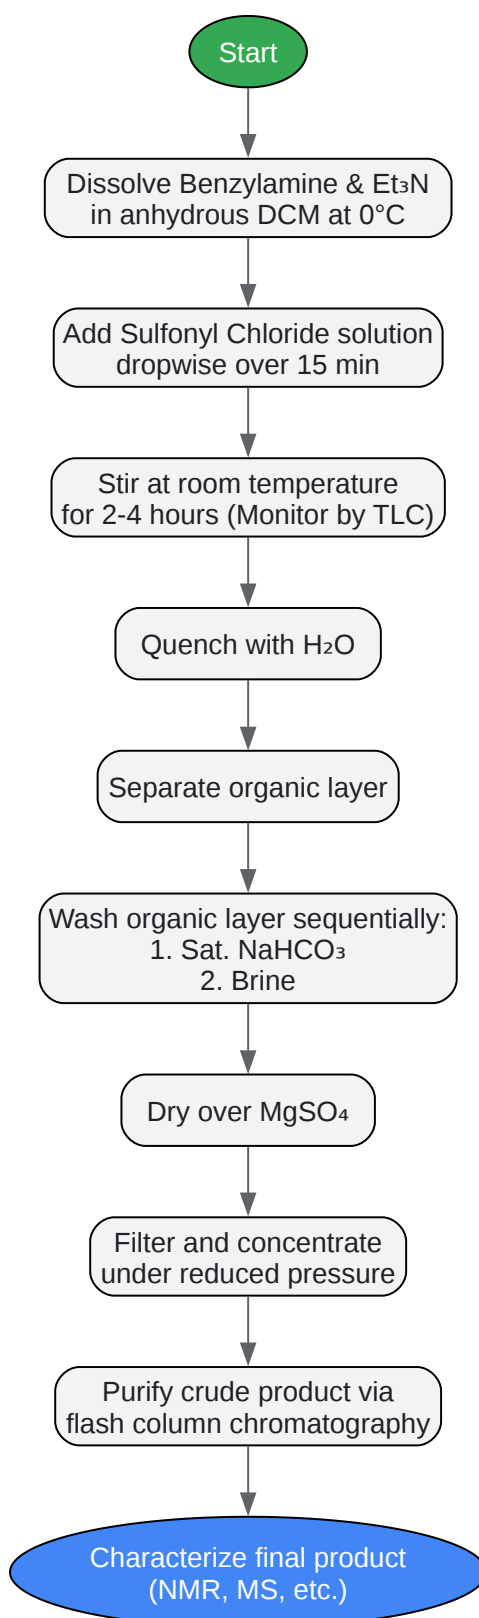 Start
Dissolve Benzylamine & Et₃N
in anhydrous DCM at 0°C
Add Sulfonyl Chloride solution
dropwise over 15 min
Stir at room temperature
for 2-4 hours (Monitor by TLC)
Quench with H₂O
Separate organic layer
Wash organic layer sequentially:
1. Sat. NaHCO₃
2. Brine
Dry over MgSO₄
Filter and concentrate
under reduced pressure
Purify crude product via
flash column chromatography
Characterize final product
(NMR, MS, etc.)